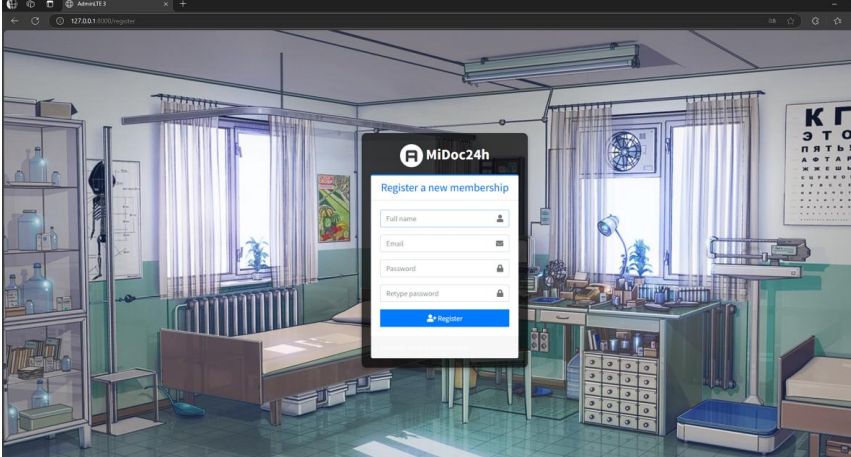 AdminLTE 3
127.0.0.1:8000/register
MiDoc24h
Register a new membership
Full name
Email
Password
Retype password
Register
К Г
Э Т О
П Я Т Ь
А Ф Т А Р